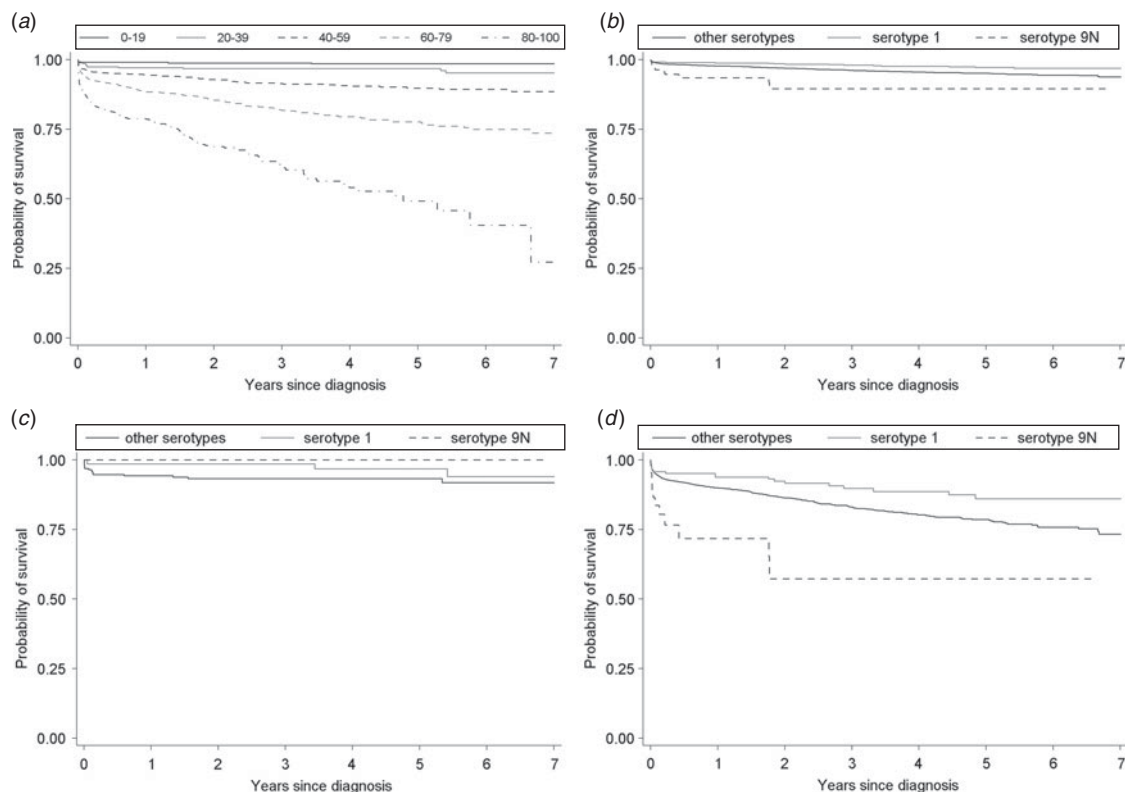 (a)
0-19 20-39 40-59 60-79 80-100
1.00
0.75
0.50
0.25
0.00
Probability of survival
0 1 2 3 4 5 6 7
Years since diagnosis
(b)
other serotypes serotype 1 serotype 9N
1.00
0.75
0.50
0.25
0.00
Probability of survival
0 1 2 3 4 5 6 7
Years since diagnosis
(c)
other serotypes serotype 1 serotype 9N
1.00
0.75
0.50
0.25
0.00
Probability of survival
0 1 2 3 4 5 6 7
Years since diagnosis
(d)
other serotypes serotype 1 serotype 9N
1.00
0.75
0.50
0.25
0.00
Probability of survival
0 1 2 3 4 5 6 7
Years since diagnosis